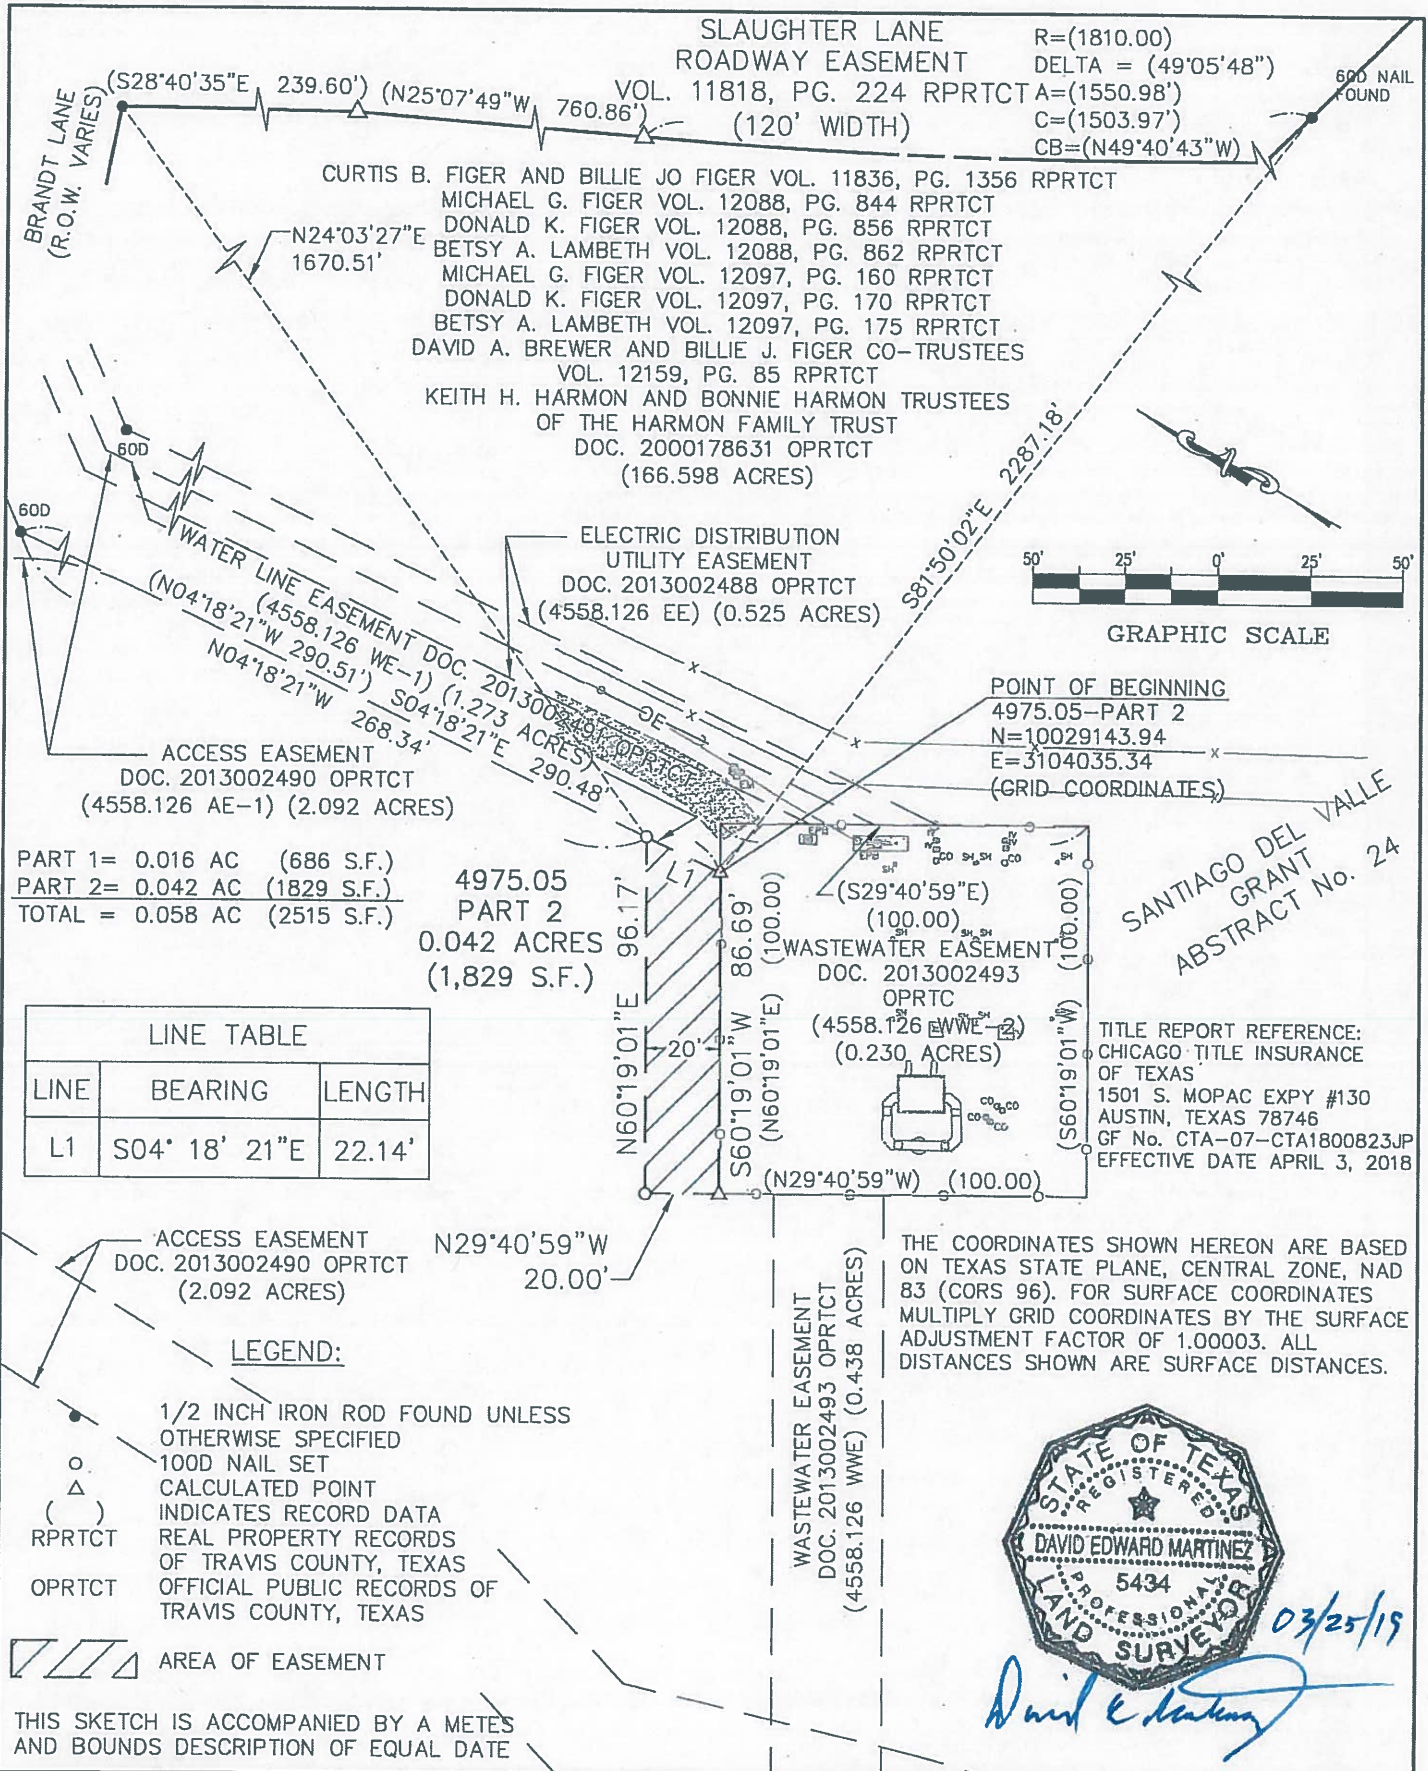 SLAUGHTER LANE
ROADWAY EASEMENT
VOL. 11818, PG. 224 RPRTCT
(120' WIDTH)
R=(1810.00)
DELTA = (49°05'48")
A=(1550.98')
C=(1503.97')
CB=(N49°40'43"W)
60D NAIL
FOUND
(S28°40'35"E 239.60')
(N25°07'49"W 760.86')
BRANDT LANE
(R.O.W. VARIES)
N24°03'27"E
1670.51'
CURTIS B. FIGER AND BILLIE JO FIGER VOL. 11836, PG. 1356 RPRTCT
MICHAEL G. FIGER VOL. 12088, PG. 844 RPRTCT
DONALD K. FIGER VOL. 12088, PG. 856 RPRTCT
BETSY A. LAMBETH VOL. 12088, PG. 862 RPRTCT
MICHAEL G. FIGER VOL. 12097, PG. 160 RPRTCT
DONALD K. FIGER VOL. 12097, PG. 170 RPRTCT
BETSY A. LAMBETH VOL. 12097, PG. 175 RPRTCT
DAVID A. BREWER AND BILLIE J. FIGER CO-TRUSTEES
VOL. 12159, PG. 85 RPRTCT
KEITH H. HARMON AND BONNIE HARMON TRUSTEES
OF THE HARMON FAMILY TRUST
DOC. 2000178631 OPRTCT
(166.598 ACRES)
S81°50'02"E 2287.18'
60D
60D
ELECTRIC DISTRIBUTION
UTILITY EASEMENT
DOC. 2013002488 OPRTCT
(4558.126 EE) (0.525 ACRES)
50' 25' 0' 25' 50'
GRAPHIC SCALE
WATER LINE EASEMENT DOC. 2013002491 OPRTCT
(4558.126 WE-1) (1.273 ACRES)
(N04°18'21"W 290.51') S04°18'21"E 290.48'
N04°18'21"W 268.34'
OE
POINT OF BEGINNING
4975.05-PART 2
N=10029143.94
E=3104035.34
(GRID COORDINATES)
ACCESS EASEMENT
DOC. 2013002490 OPRTCT
(4558.126 AE-1) (2.092 ACRES)
SANTIAGO DEL VALLE
GRANT
ABSTRACT No. 24
PART 1= 0.016 AC (686 S.F.)
PART 2= 0.042 AC (1829 S.F.)
TOTAL = 0.058 AC (2515 S.F.)
4975.05
PART 2
0.042 ACRES
(1,829 S.F.)
L1
N60°19'01"E 96.17'
20'
S60°19'01"W 86.69'
(N60°19'01"E) (100.00)
EPB
EPB
(S29°40'59"E)
(100.00)
WASTEWATER EASEMENT
DOC. 2013002493
OPRTC
(4558.126 WWE-2)
(0.230 ACRES)
(S60°19'01"W) (100.00)
(N29°40'59"W) (100.00)
TITLE REPORT REFERENCE:
CHICAGO TITLE INSURANCE
OF TEXAS
1501 S. MOPAC EXPY #130
AUSTIN, TEXAS 78746
GF No. CTA-07-CTA1800823JP
EFFECTIVE DATE APRIL 3, 2018
LINE TABLE
LINE BEARING LENGTH
L1 S04° 18' 21"E 22.14'
ACCESS EASEMENT
DOC. 2013002490 OPRTCT
(2.092 ACRES)
N29°40'59"W
20.00'
WASTEWATER EASEMENT
DOC. 2013002493 OPRTCT
(4558.126 WWE) (0.438 ACRES)
THE COORDINATES SHOWN HEREON ARE BASED
ON TEXAS STATE PLANE, CENTRAL ZONE, NAD
83 (CORS 96). FOR SURFACE COORDINATES
MULTIPLY GRID COORDINATES BY THE SURFACE
ADJUSTMENT FACTOR OF 1.00003. ALL
DISTANCES SHOWN ARE SURFACE DISTANCES.
LEGEND:
1/2 INCH IRON ROD FOUND UNLESS
OTHERWISE SPECIFIED
100D NAIL SET
CALCULATED POINT
( ) INDICATES RECORD DATA
RPRTCT REAL PROPERTY RECORDS
OF TRAVIS COUNTY, TEXAS
OPRTCT OFFICIAL PUBLIC RECORDS OF
TRAVIS COUNTY, TEXAS
AREA OF EASEMENT
THIS SKETCH IS ACCOMPANIED BY A METES
AND BOUNDS DESCRIPTION OF EQUAL DATE
STATE OF TEXAS
REGISTERED
DAVID EDWARD MARTINEZ
5434
PROFESSIONAL
LAND SURVEYOR
03/25/19